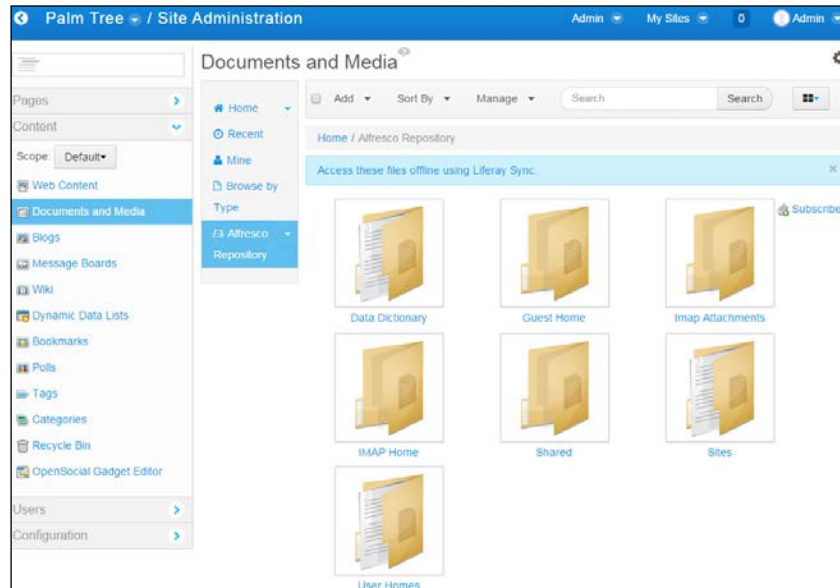 Palm Tree / Site Administration
Admin
My Sites
0
Admin
Documents and Media
Pages
Content
Scope: Default
Web Content
Documents and Media
Blogs
Message Boards
Wiki
Dynamic Data Lists
Bookmarks
Polls
Tags
Categories
Recycle Bin
OpenSocial Gadget Editor
Users
Configuration
Home
Recent
Mine
Browse by
Type
Alfresco
Repository
Add
Sort By
Manage
Search
Search
Home / Alfresco Repository
Access these files offline using Liferay Sync.
Subscribe
Data Dictionary
Guest Home
Imap Attachments
IMAP Home
Shared
Sites
User Homes